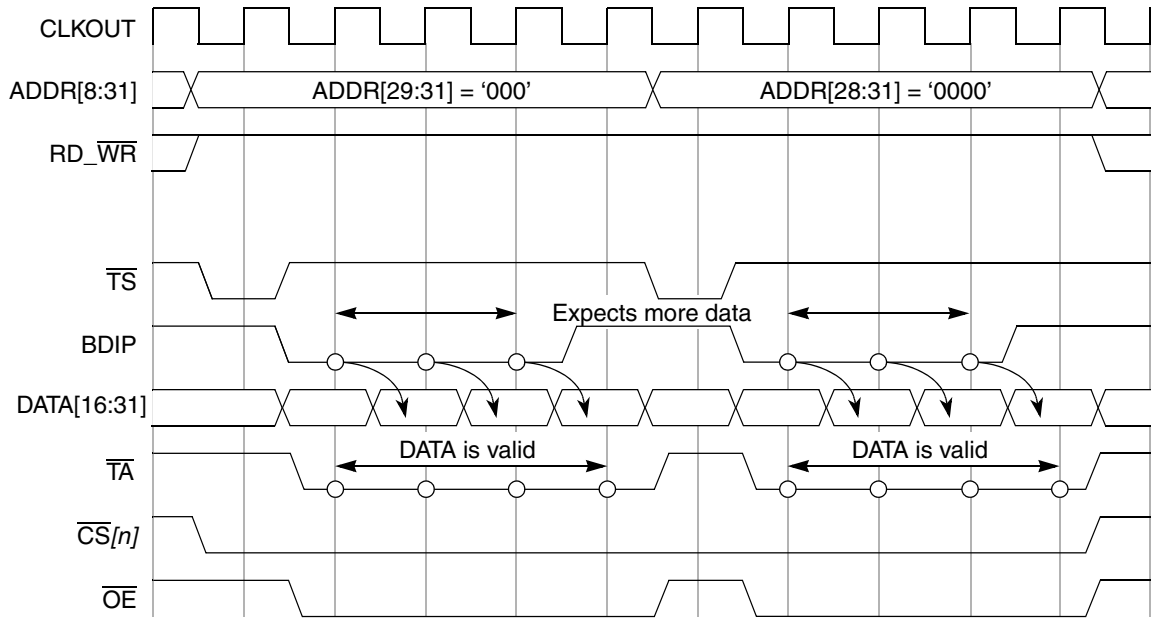 CLKOUT
ADDR[8:31]
ADDR[29:31] = ‘000’
ADDR[28:31] = ‘0000’
RD_WR
TS
Expects more data
BDIP
DATA[16:31]
DATA is valid
DATA is valid
TA
CS[n]
OE